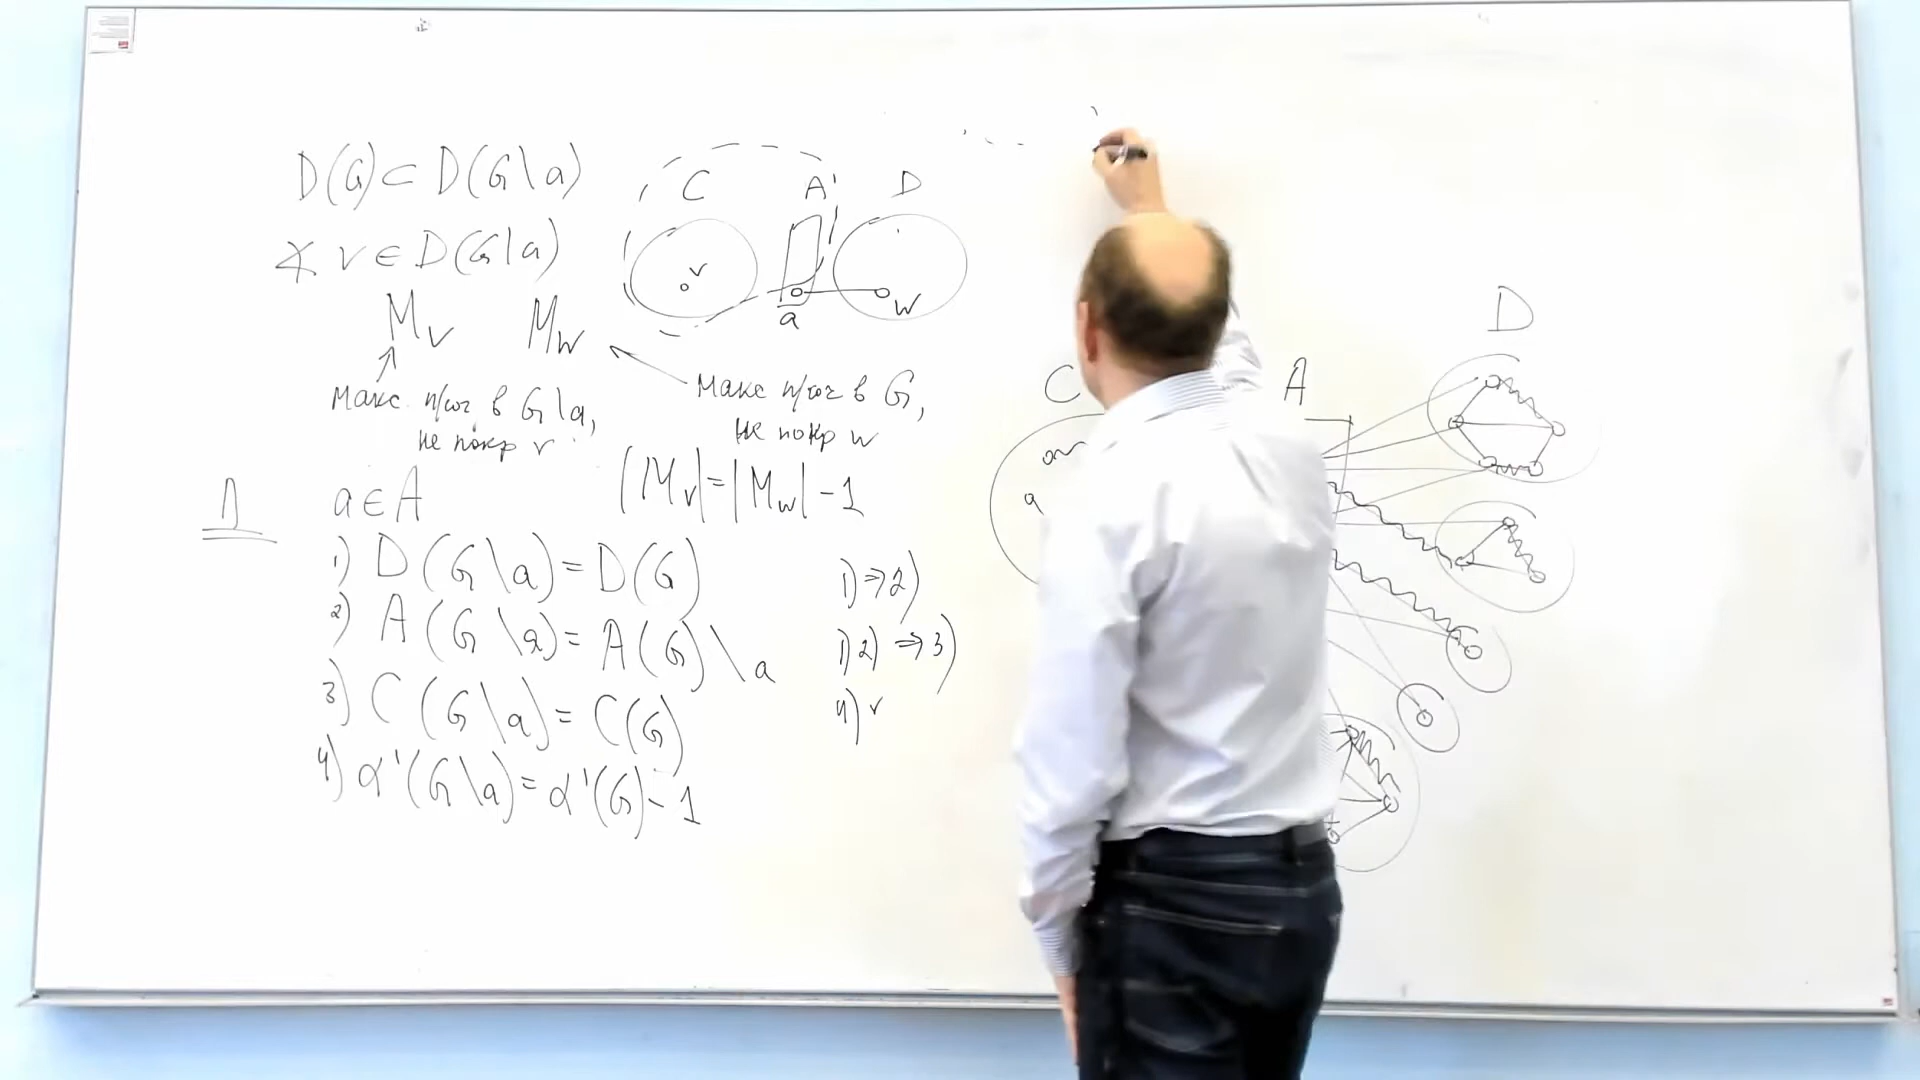 D(G) ⊂ D(G\a)
∢ v ∈ D(G\a)
M_v M_w
Макс. п/соч в G\a,
не покр v
Макс п/соч в G,
не покр w
|M_v| = |M_w| - 1
C A D
v
a
w
Л a ∈ A
1) D(G\a) = D(G)
2) A(G\a) = A(G)\a
3) C(G\a) = C(G)
4) α'(G\a) = α'(G) - 1
1) ⇒ 2)
1) 2) ⇒ 3)
4) v
C A D